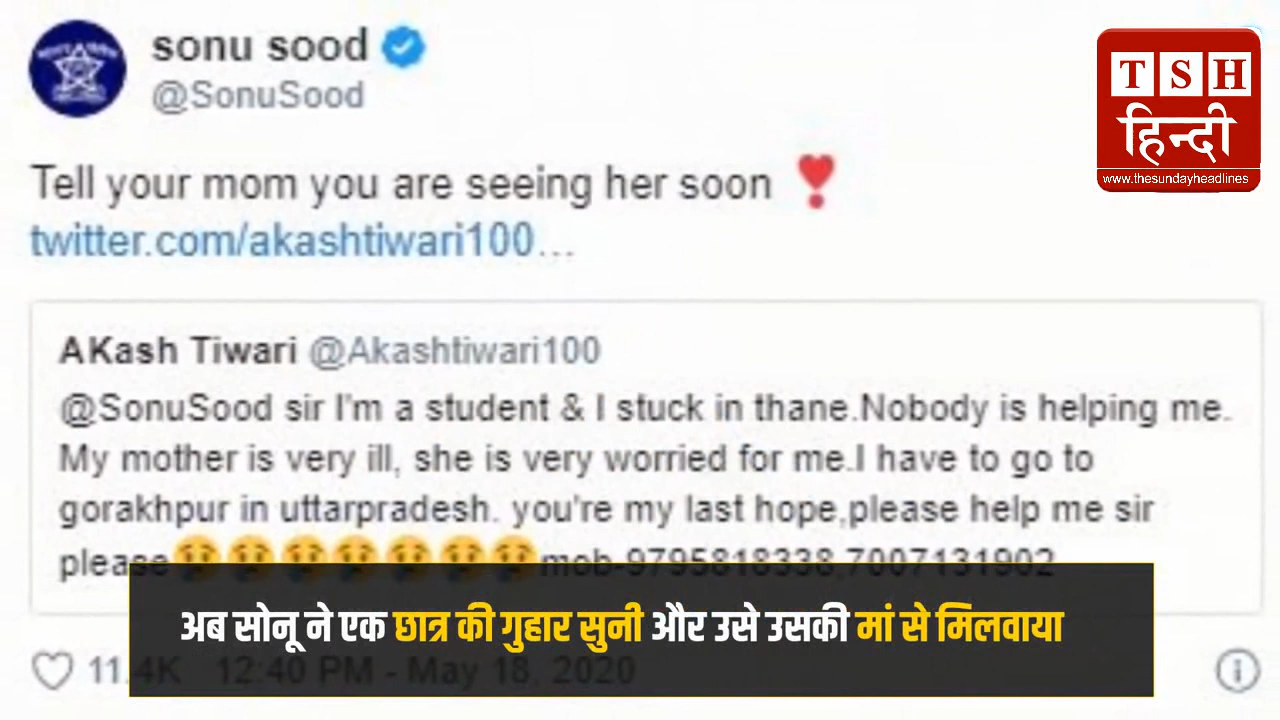 sonu sood
@SonuSood
T S H
हिन्दी
www.thesundayheadlines
Tell your mom you are seeing her soon
twitter.com/akashtiwari100...
AKash Tiwari @Akashtiwari100
@SonuSood sir I'm a student & I stuck in thane.Nobody is helping me.
My mother is very ill, she is very worried for me.I have to go to
gorakhpur in uttarpradesh. you're my last hope,please help me sir
please😢😢😢😢😢😢😢mob-9795818338,7007131902
अब सोनू ने एक छात्र की गुहार सुनी और उसे उसकी मां से मिलवाया
11.4K 12:40 PM - May 18, 2020